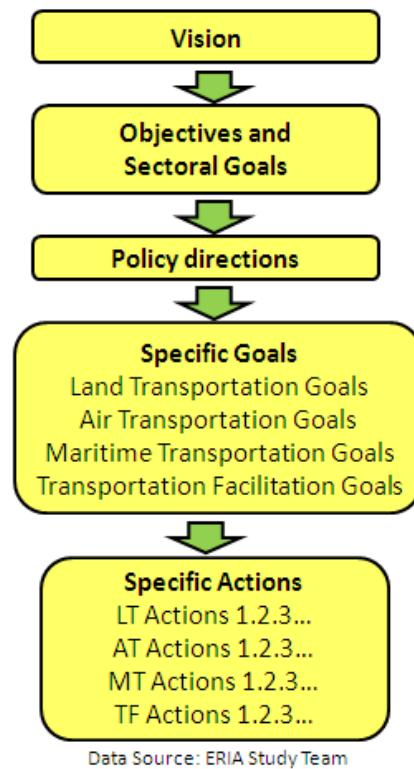 Vision
Objectives and
Sectoral Goals
Policy directions
Specific Goals
Land Transportation Goals
Air Transportation Goals
Maritime Transportation Goals
Transportation Facilitation Goals
Specific Actions
LT Actions 1.2.3...
AT Actions 1.2.3...
MT Actions 1.2.3...
TF Actions 1.2.3...
Data Source: ERIA Study Team